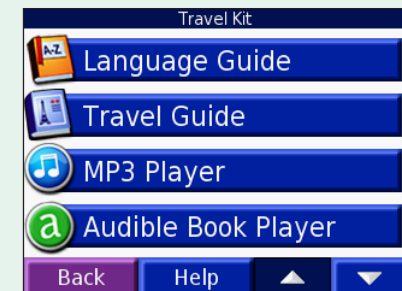 Travel Kit
A-Z
Language Guide
Travel Guide
MP3 Player
a
Audible Book Player
Back
Help